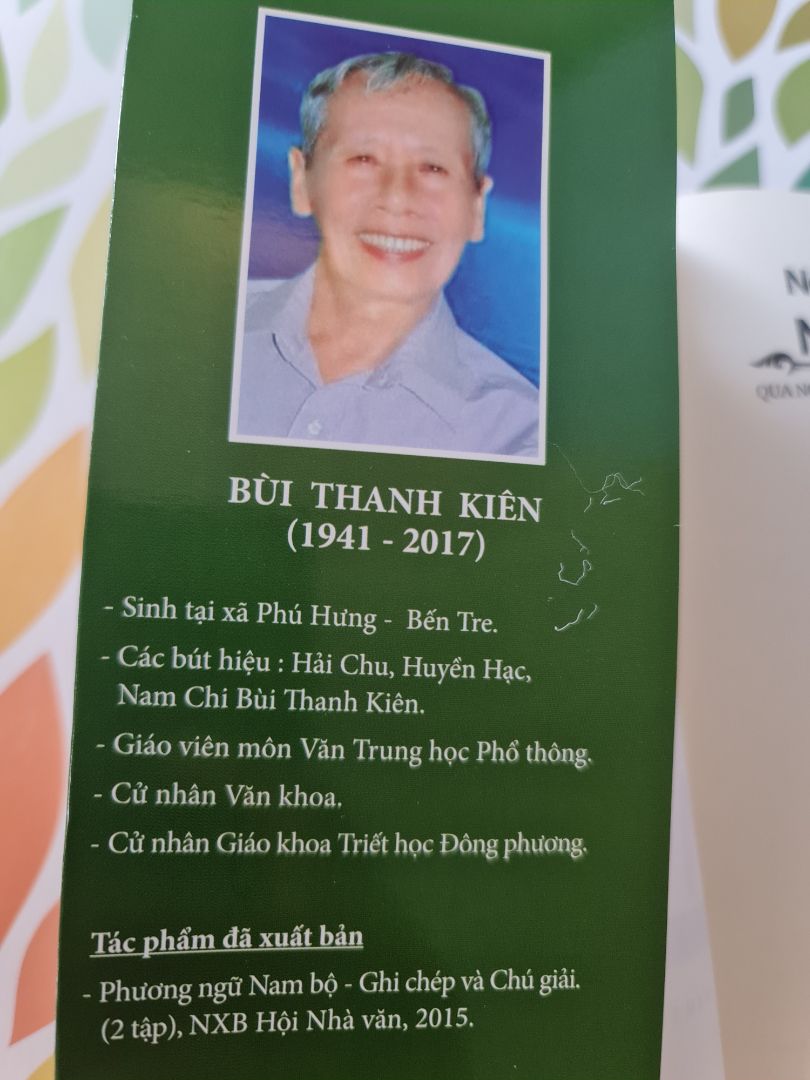 BÙI THANH KIÊN
(1941 - 2017)
- Sinh tại xã Phú Hưng - Bến Tre.
- Các bút hiệu : Hải Chu, Huyền Hạc,
Nam Chi Bùi Thanh Kiên.
- Giáo viên môn Văn Trung học Phổ thông.
- Cử nhân Văn khoa.
- Cử nhân Giáo khoa Triết học Đông phương.
Tác phẩm đã xuất bản
- Phương ngữ Nam bộ - Ghi chép và Chú giải.
(2 tập), NXB Hội Nhà văn, 2015.
QUA